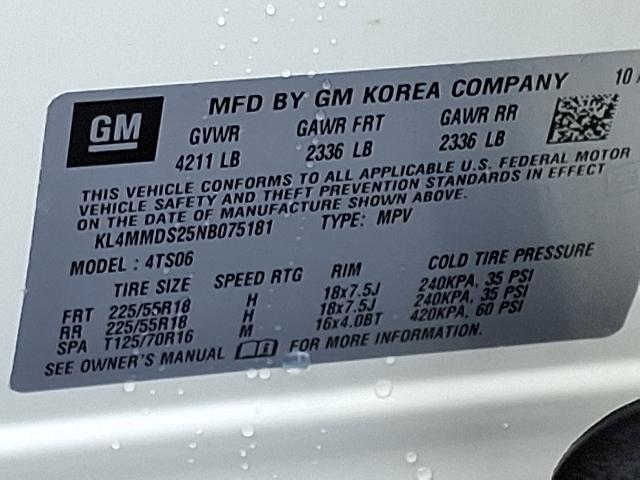 GM
MFD BY GM KOREA COMPANY 10
GVWR GAWR FRT GAWR RR
4211 LB 2336 LB 2336 LB
THIS VEHICLE CONFORMS TO ALL APPLICABLE U.S. FEDERAL MOTOR
VEHICLE SAFETY AND THEFT PREVENTION STANDARDS IN EFFECT
ON THE DATE OF MANUFACTURE SHOWN ABOVE.
KL4MMDS25NB075181 TYPE: MPV
MODEL : 4TS06
TIRE SIZE SPEED RTG RIM COLD TIRE PRESSURE
FRT 225/55R18 H 18x7.5J 240KPA, 35 PSI
RR 225/55R18 H 18x7.5J 240KPA, 35 PSI
SPA T125/70R16 M 16x4.0BT 420KPA, 60 PSI
SEE OWNER'S MANUAL FOR MORE INFORMATION.